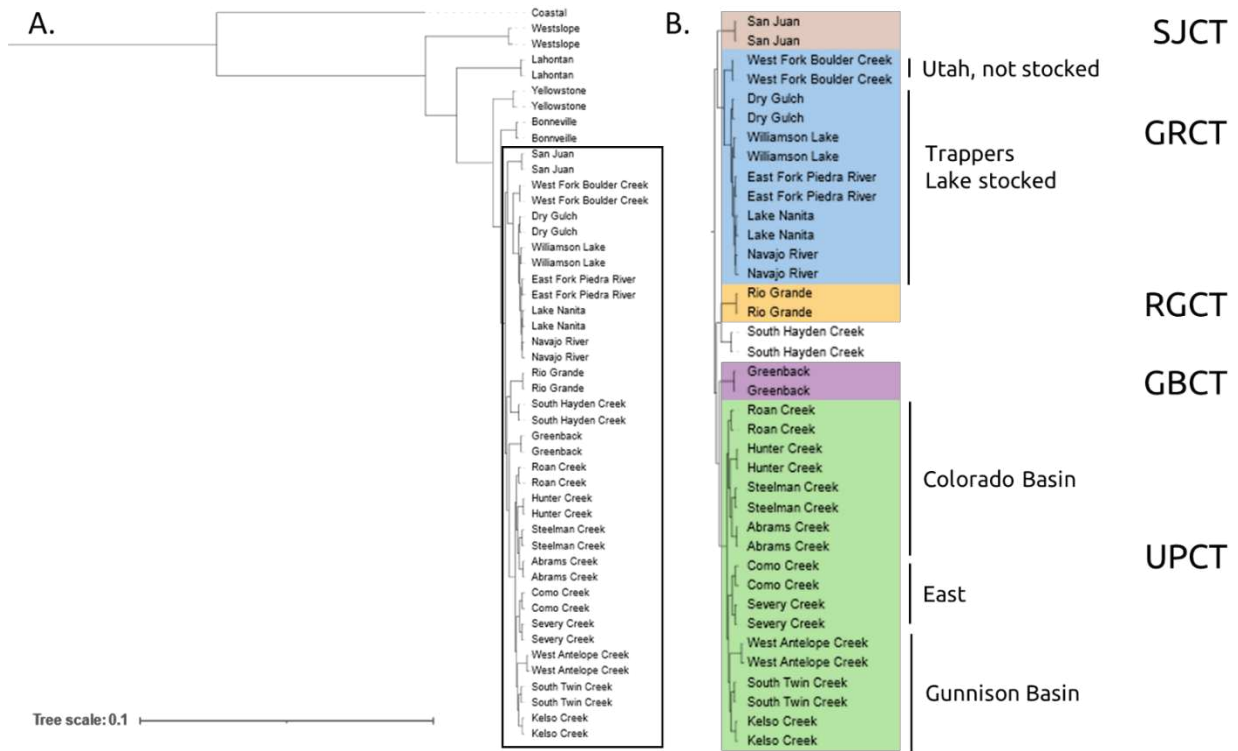 A.
Coastal
Westslope
Westslope
Lahontan
Lahontan
Yellowstone
Yellowstone
Bonneville
Bonnveille
San Juan
San Juan
West Fork Boulder Creek
West Fork Boulder Creek
Dry Gulch
Dry Gulch
Williamson Lake
Williamson Lake
East Fork Piedra River
East Fork Piedra River
Lake Nanita
Lake Nanita
Navajo River
Navajo River
Rio Grande
Rio Grande
South Hayden Creek
South Hayden Creek
Greenback
Greenback
Roan Creek
Roan Creek
Hunter Creek
Hunter Creek
Steelman Creek
Steelman Creek
Abrams Creek
Abrams Creek
Como Creek
Como Creek
Severy Creek
Severy Creek
West Antelope Creek
West Antelope Creek
South Twin Creek
South Twin Creek
Kelso Creek
Kelso Creek
Tree scale: 0.1
B.
San Juan
San Juan
West Fork Boulder Creek
West Fork Boulder Creek
Dry Gulch
Dry Gulch
Williamson Lake
Williamson Lake
East Fork Piedra River
East Fork Piedra River
Lake Nanita
Lake Nanita
Navajo River
Navajo River
Rio Grande
Rio Grande
South Hayden Creek
South Hayden Creek
Greenback
Greenback
Roan Creek
Roan Creek
Hunter Creek
Hunter Creek
Steelman Creek
Steelman Creek
Abrams Creek
Abrams Creek
Como Creek
Como Creek
Severy Creek
Severy Creek
West Antelope Creek
West Antelope Creek
South Twin Creek
South Twin Creek
Kelso Creek
Kelso Creek
Utah, not stocked
Trappers
Lake stocked
Colorado Basin
East
Gunnison Basin
SJCT
GRCT
RGCT
GBCT
UPCT